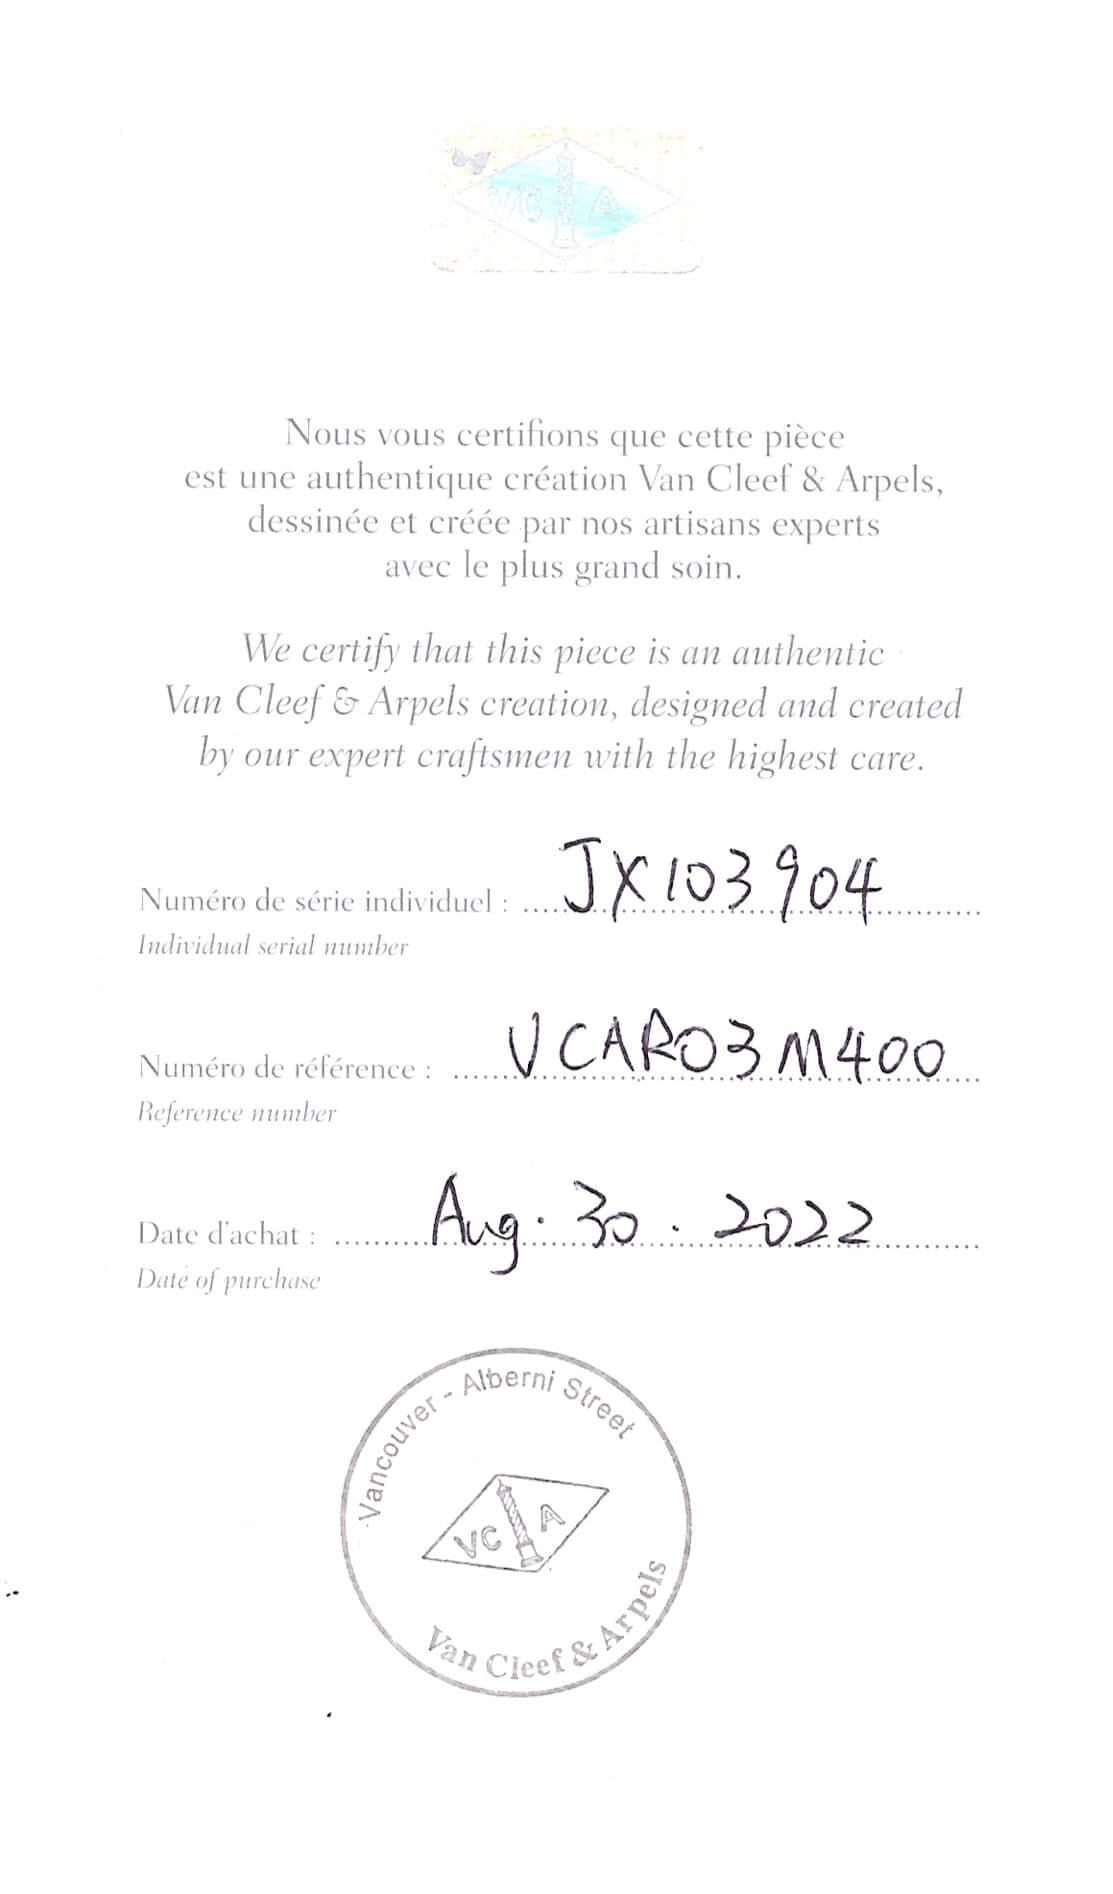 VC A
Nous vous certifions que cette pièce
est une authentique création Van Cleef & Arpels,
dessinée et créée par nos artisans experts
avec le plus grand soin.
We certify that this piece is an authentic
Van Cleef & Arpels creation, designed and created
by our expert craftsmen with the highest care.
Numéro de série individuel : JX103904
Individual serial number
Numéro de référence : VCARO3M400
Reference number
Date d'achat : Aug. 30. 2022
Date of purchase
Vancouver - Alberni Street
VC A
Van Cleef & Arpels